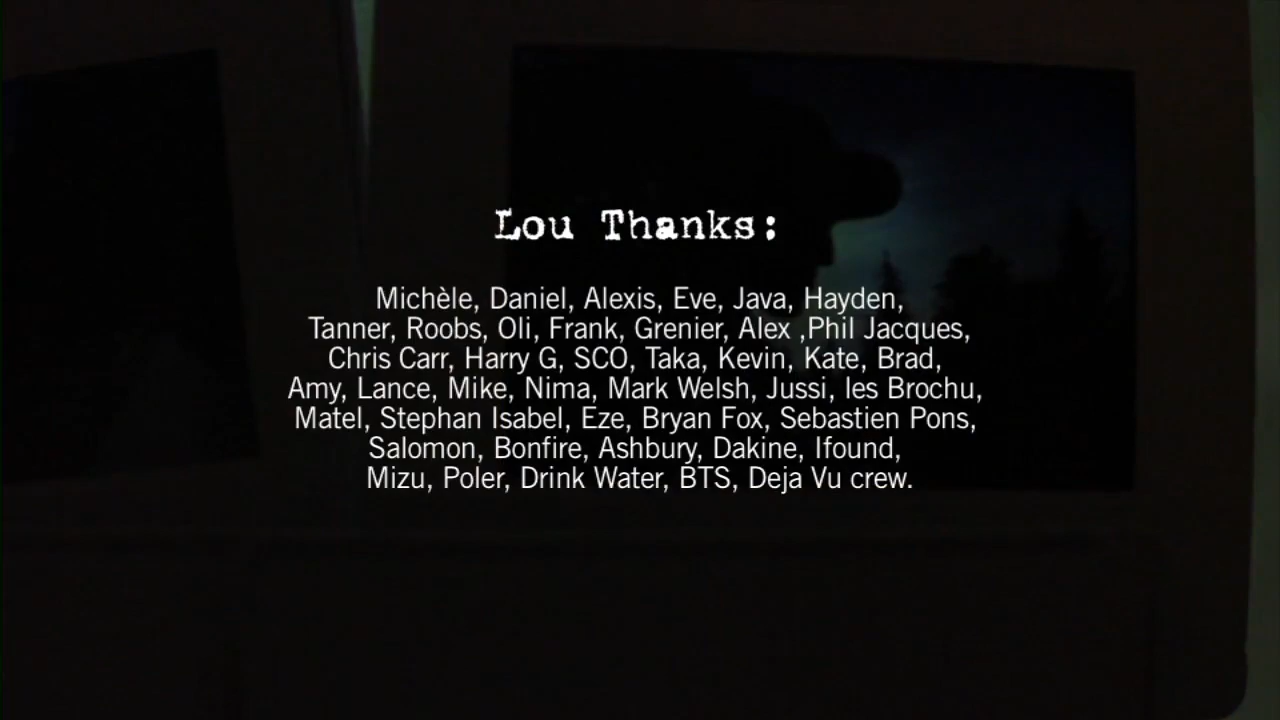 Lou Thanks:
Michèle, Daniel, Alexis, Eve, Java, Hayden,
Tanner, Roobs, Oli, Frank, Grenier, Alex ,Phil Jacques,
Chris Carr, Harry G, SCO, Taka, Kevin, Kate, Brad,
Amy, Lance, Mike, Nima, Mark Welsh, Jussi, les Brochu,
Matel, Stephan Isabel, Eze, Bryan Fox, Sebastien Pons,
Salomon, Bonfire, Ashbury, Dakine, Ifound,
Mizu, Poler, Drink Water, BTS, Deja Vu crew.